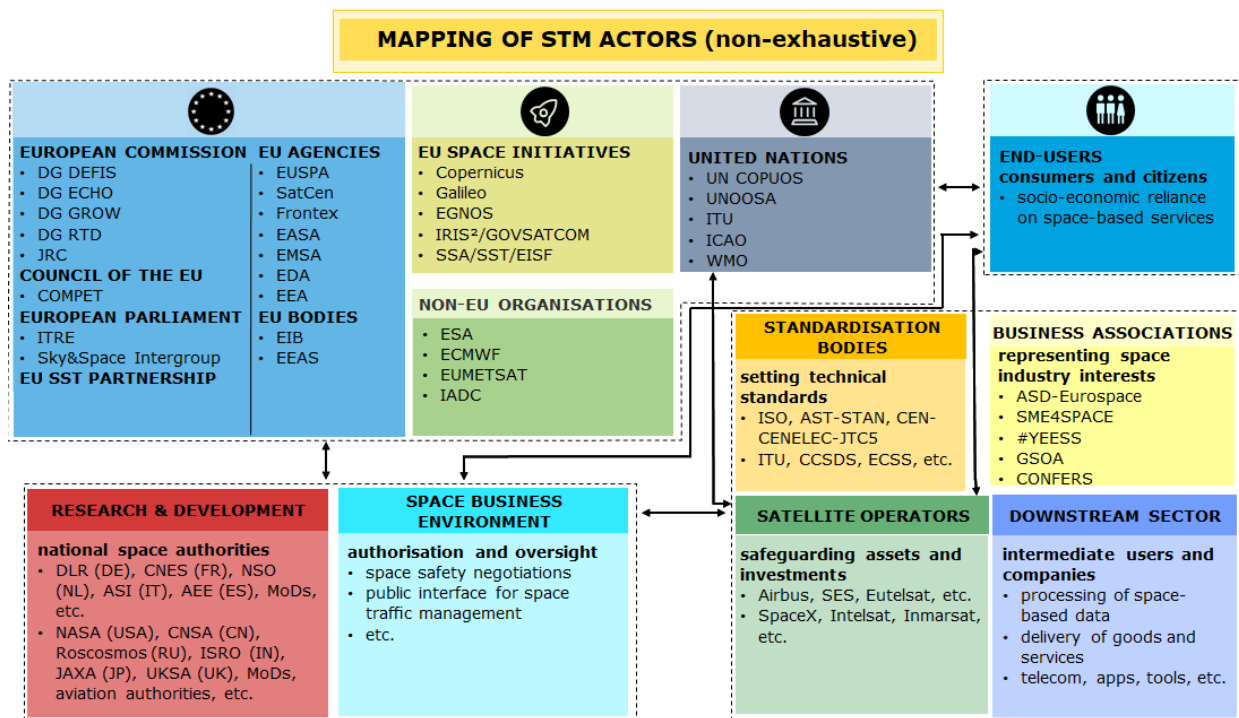 MAPPING OF STM ACTORS (non-exhaustive)
EUROPEAN COMMISSION
• DG DEFIS
• DG ECHO
• DG GROW
• DG RTD
• JRC
COUNCIL OF THE EU
• COMPET
EUROPEAN PARLIAMENT
• ITRE
• Sky&Space Intergroup
EU SST PARTNERSHIP
EU AGENCIES
• EUSPA
• SatCen
• Frontex
• EASA
• EMSA
• EDA
• EEA
EU BODIES
• EIB
• EEAS
EU SPACE INITIATIVES
• Copernicus
• Galileo
• EGNOS
• IRIS²/GOVSATCOM
• SSA/SST/EISF
NON-EU ORGANISATIONS
• ESA
• ECMWF
• EUMETSAT
• IADC
UNITED NATIONS
• UN COPUOS
• UNOOSA
• ITU
• ICAO
• WMO
END-USERS
consumers and citizens
• socio-economic reliance
on space-based services
STANDARDISATION
BODIES
setting technical
standards
• ISO, AST-STAN, CEN-
CENELEC-JTC5
• ITU, CCSDS, ECSS, etc.
BUSINESS ASSOCIATIONS
representing space
industry interests
• ASD-Eurospace
• SME4SPACE
• #YEESS
• GSOA
• CONFERS
RESEARCH & DEVELOPMENT
national space authorities
• DLR (DE), CNES (FR), NSO
(NL), ASI (IT), AEE (ES), MoDs,
etc.
• NASA (USA), CNSA (CN),
Roscosmos (RU), ISRO (IN),
JAXA (JP), UKSA (UK), MoDs,
aviation authorities, etc.
SPACE BUSINESS
ENVIRONMENT
authorisation and oversight
• space safety negotiations
• public interface for space
traffic management
• etc.
SATELLITE OPERATORS
safeguarding assets and
investments
• Airbus, SES, Eutelsat, etc.
• SpaceX, Intelsat, Inmarsat,
etc.
DOWNSTREAM SECTOR
intermediate users and
companies
• processing of space-
based data
• delivery of goods and
services
• telecom, apps, tools, etc.